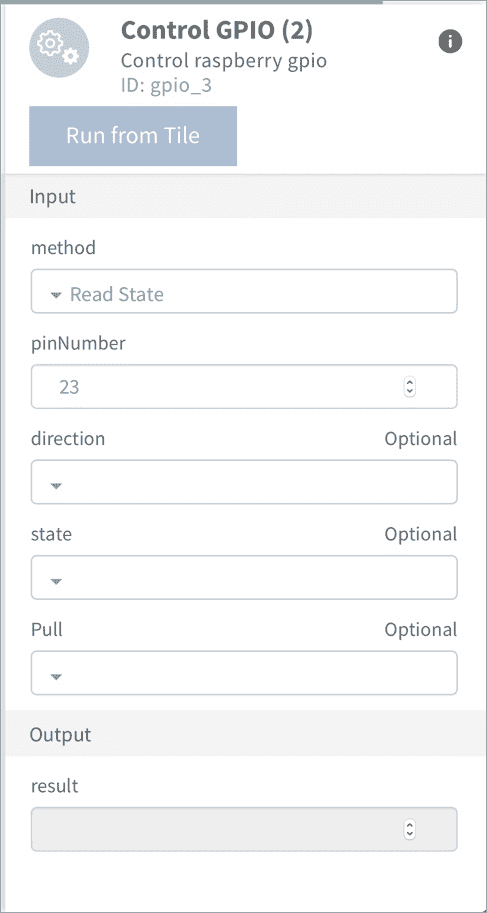 Control GPIO (2)
Control raspberry gpio
ID: gpio_3
Run from Tile
Input
method
Read State
pinNumber
23
direction Optional
state Optional
Pull Optional
Output
result